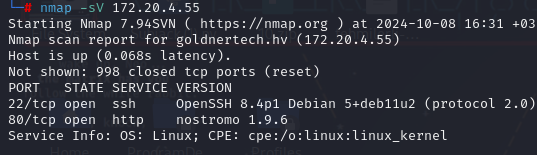 # nmap -sV 172.20.4.55
Starting Nmap 7.94SVN ( https://nmap.org ) at 2024-10-08 16:31 +03
Nmap scan report for goldnertech.hv (172.20.4.55)
Host is up (0.068s latency).
Not shown: 998 closed tcp ports (reset)
PORT   STATE SERVICE VERSION
22/tcp open  ssh     OpenSSH 8.4p1 Debian 5+deb11u2 (protocol 2.0)
80/tcp open  http    nostromo 1.9.6
Service Info: OS: Linux; CPE: cpe:/o:linux:linux_kernel